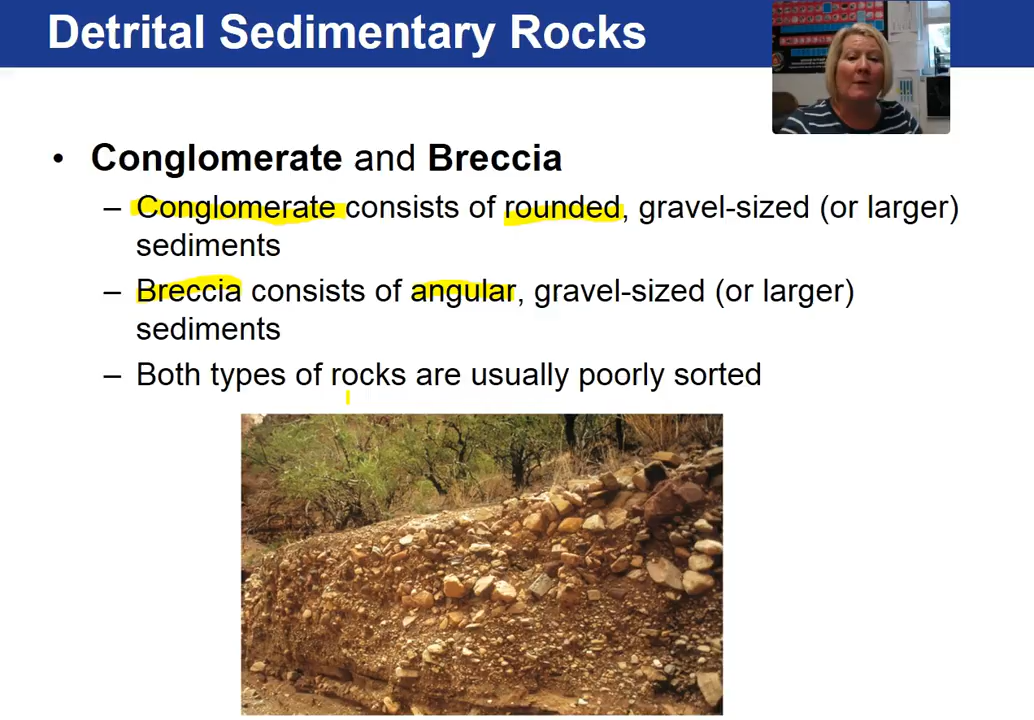 Detrital Sedimentary Rocks
• Conglomerate and Breccia
– Conglomerate consists of rounded, gravel-sized (or larger)
sediments
– Breccia consists of angular, gravel-sized (or larger)
sediments
– Both types of rocks are usually poorly sorted